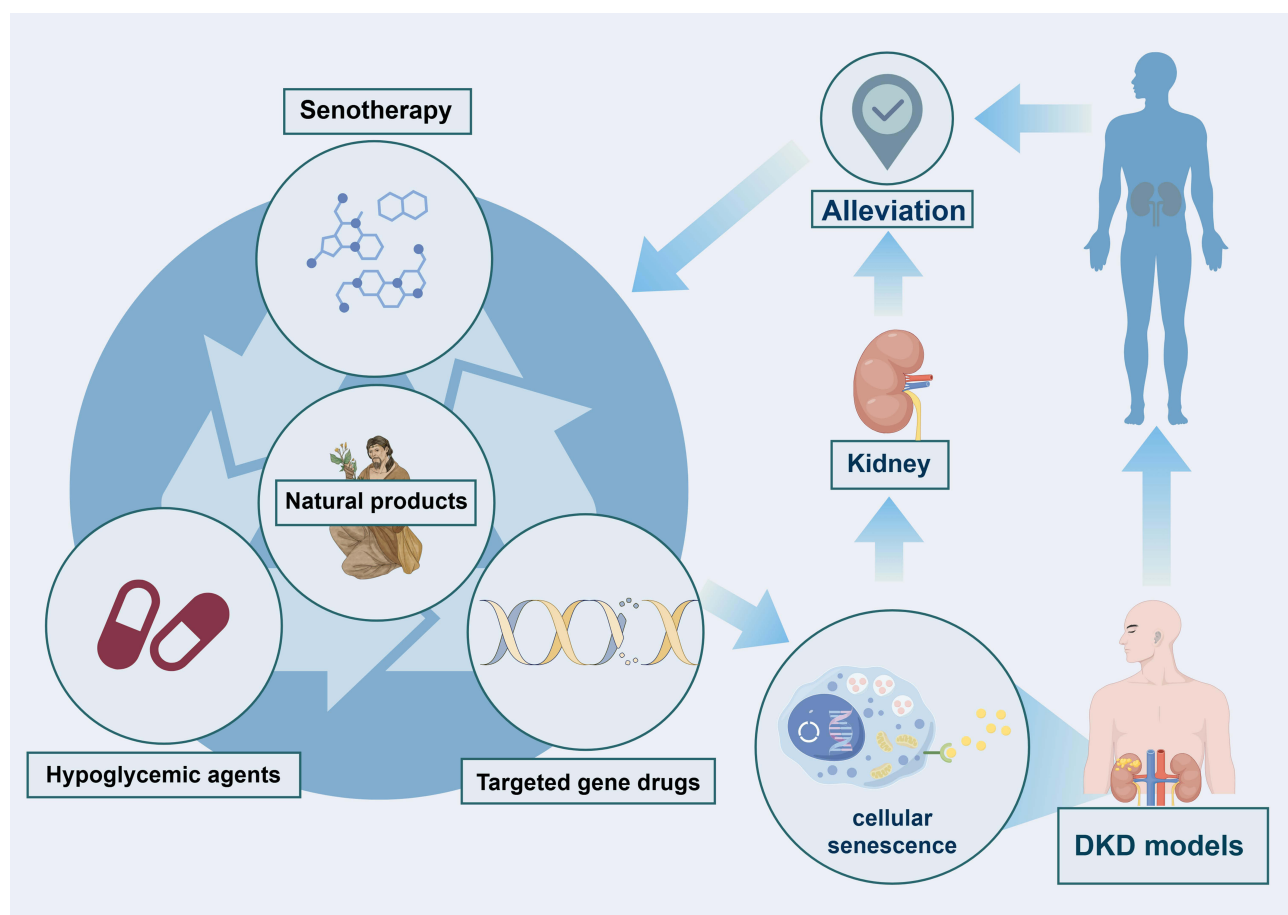 Senotherapy
Alleviation
Kidney
Natural products
Hypoglycemic agents
Targeted gene drugs
cellular
senescence
DKD models